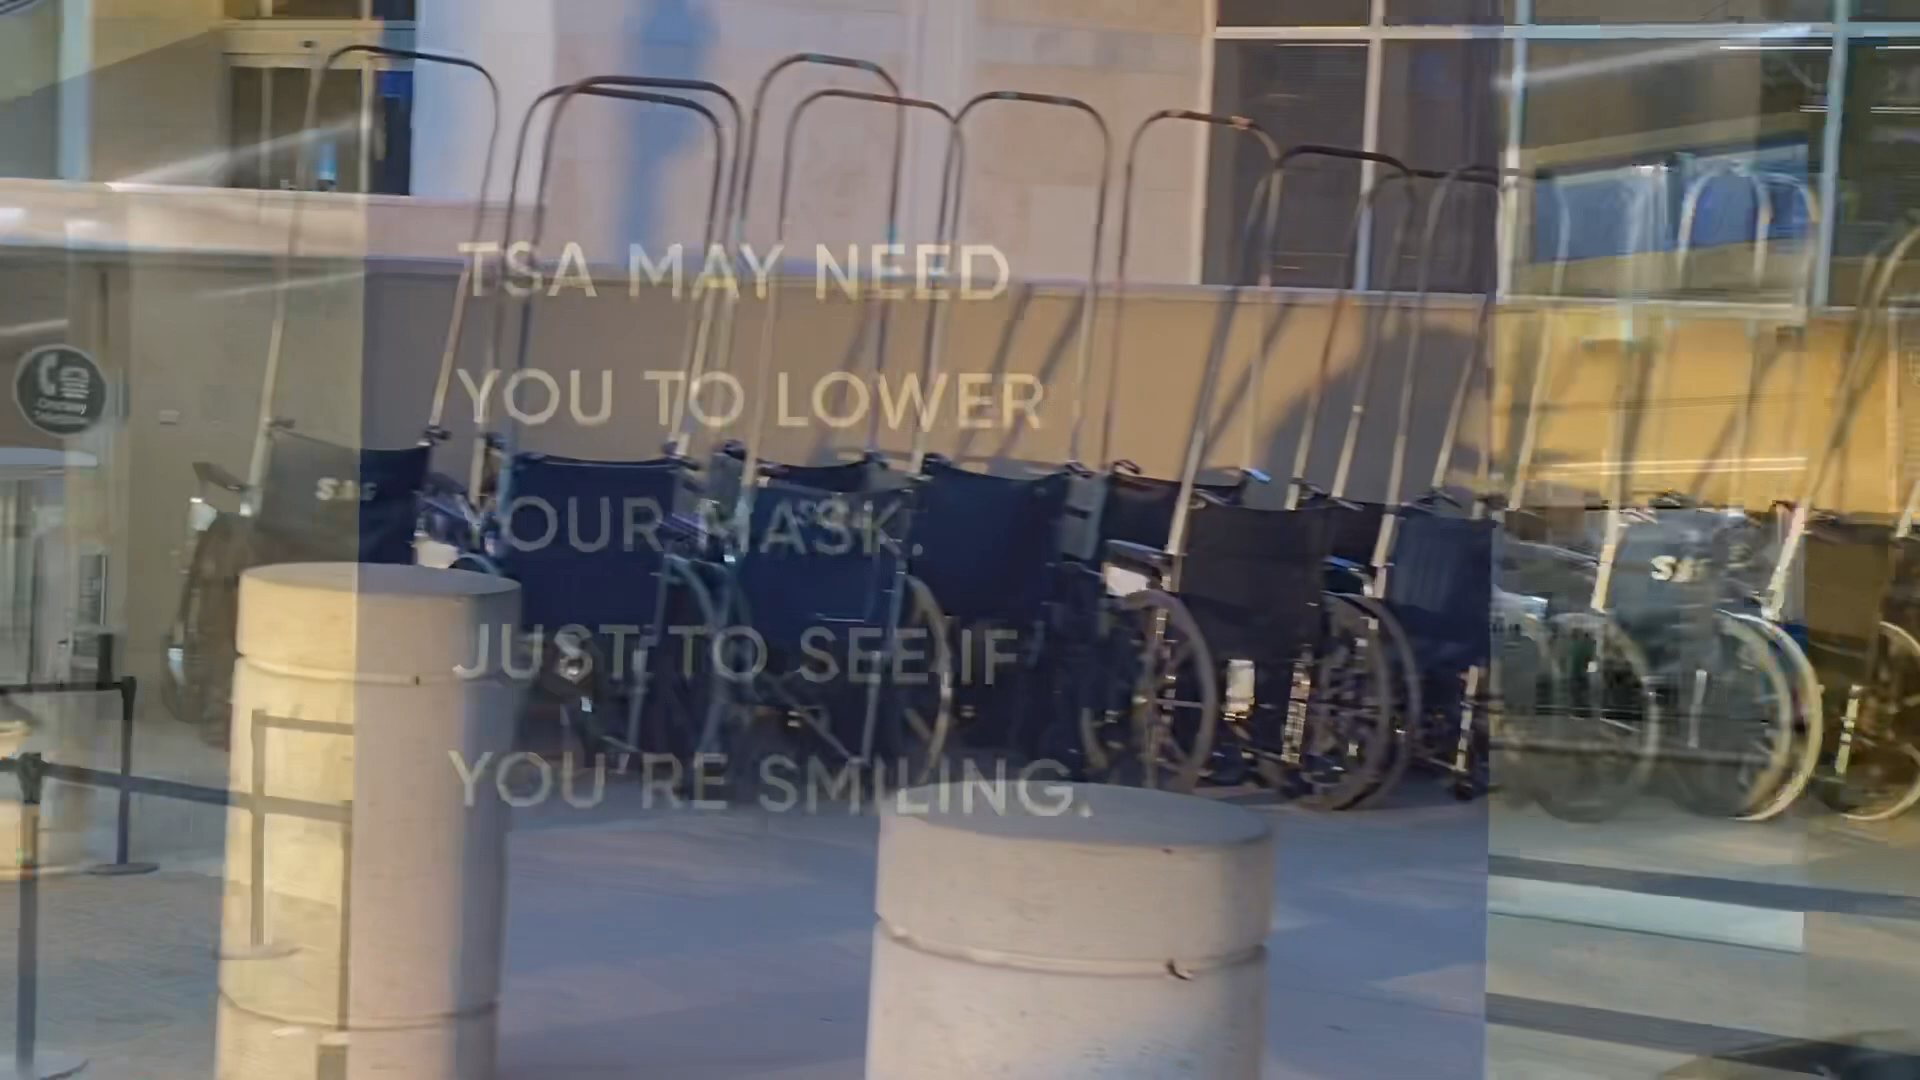 TSA MAY NEED
YOU TO LOWER
YOUR MASK.
JUST TO SEE IF
YOU'RE SMILING.